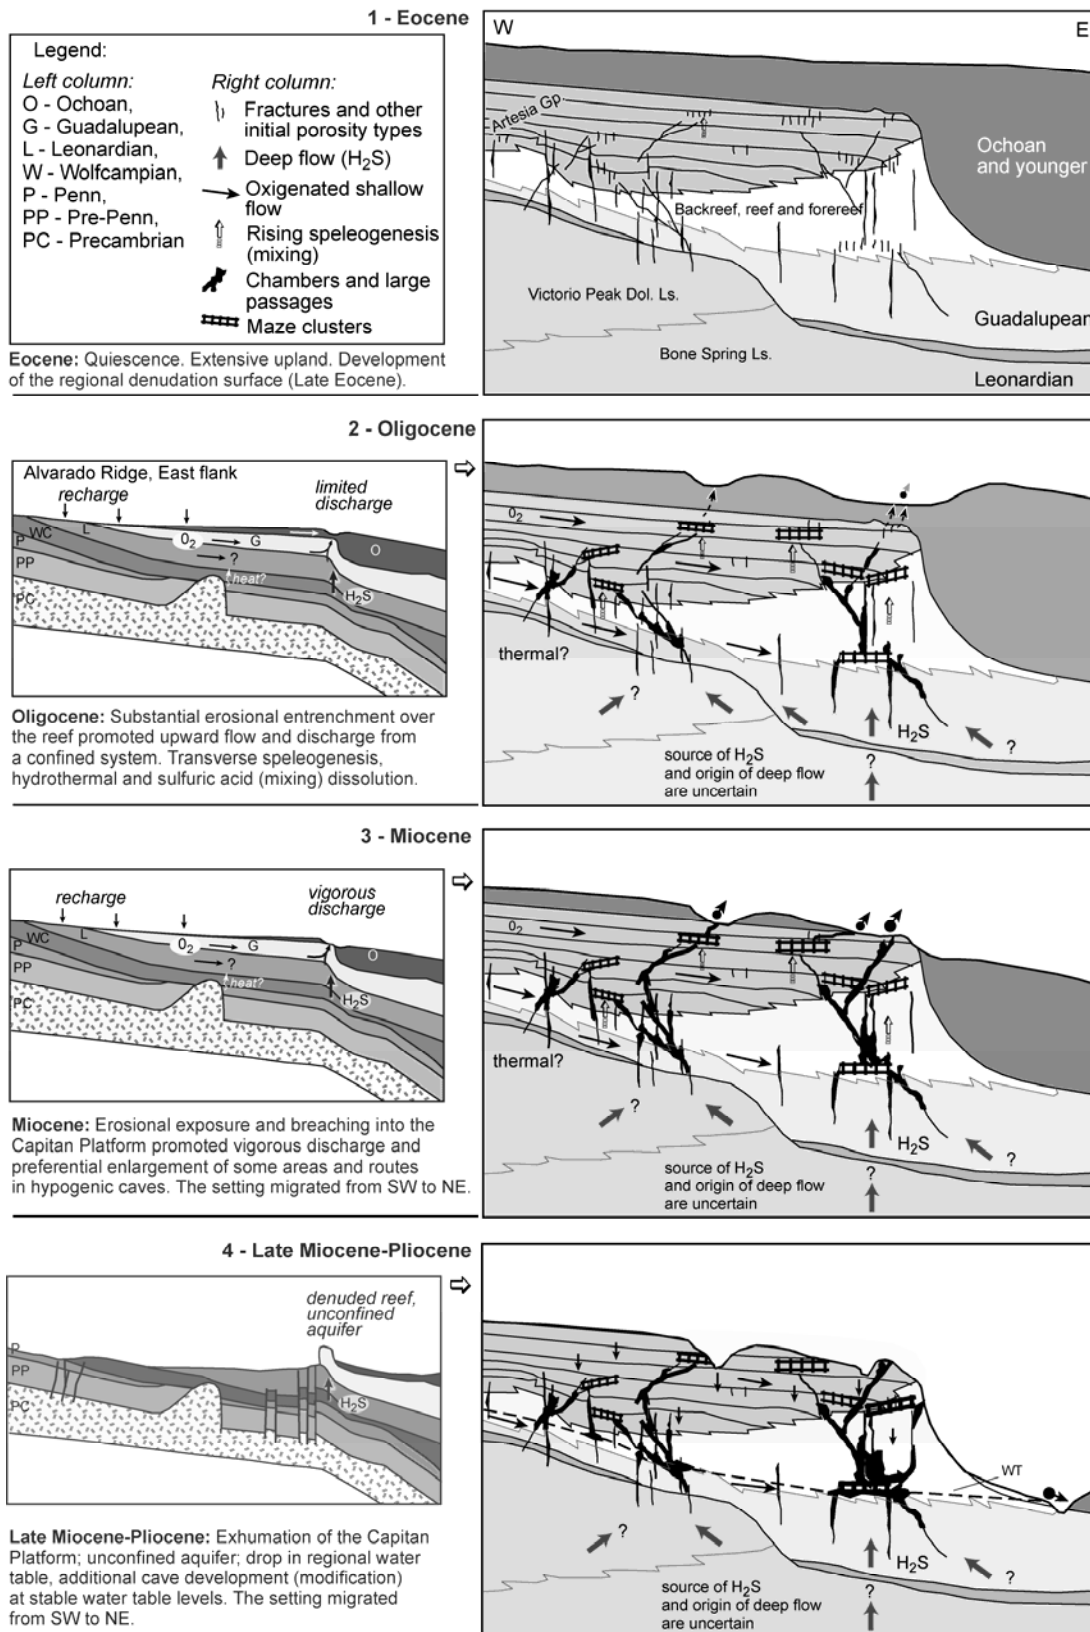 1 - Eocene
Legend:
Left column:
O - Ochoan,
G - Guadalupean,
L - Leonardian,
W - Wolfcampian,
P - Penn,
PP - Pre-Penn,
PC - Precambrian
Right column:
Fractures and other
initial porosity types
Deep flow (H₂S)
Oxigenated shallow
flow
Rising speleogenesis
(mixing)
Chambers and large
passages
Maze clusters
Eocene: Quiescence. Extensive upland. Development
of the regional denudation surface (Late Eocene).
W
E
Artesia Gp.
Ochoan
and younger
Backreef, reef and forereef
Victorio Peak Dol. Ls.
Guadalupean
Bone Spring Ls.
Leonardian
2 - Oligocene
Alvarado Ridge, East flank
recharge
limited
discharge
P
WC
L
O₂
G
O
PP
?
heat?
H₂S
PC
Oligocene: Substantial erosional entrenchment over
the reef promoted upward flow and discharge from
a confined system. Transverse speleogenesis,
hydrothermal and sulfuric acid (mixing) dissolution.
O₂
thermal?
?
H₂S
?
source of H₂S
and origin of deep flow
are uncertain
?
3 - Miocene
recharge
vigorous
discharge
P
WC
L
O₂
G
O
PP
?
heat?
H₂S
PC
Miocene: Erosional exposure and breaching into the
Capitan Platform promoted vigorous discharge and
preferential enlargement of some areas and routes
in hypogenic caves. The setting migrated from SW to NE.
O₂
thermal?
?
H₂S
?
source of H₂S
and origin of deep flow
are uncertain
?
4 - Late Miocene-Pliocene
denuded reef,
unconfined
aquifer
P
PP
PC
H₂S
Late Miocene-Pliocene: Exhumation of the Capitan
Platform; unconfined aquifer; drop in regional water
table, additional cave development (modification)
at stable water table levels. The setting migrated
from SW to NE.
WT
?
H₂S
?
source of H₂S
and origin of deep flow
are uncertain
?